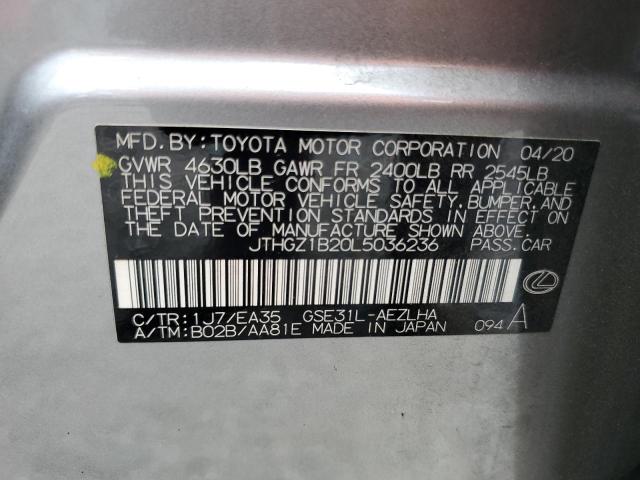 MFD. BY: TOYOTA MOTOR CORPORATION 04/20
GVWR 4630LB GAWR FR 2400LB RR 2545LB
THIS VEHICLE CONFORMS TO ALL APPLICABLE
FEDERAL MOTOR VEHICLE SAFETY, BUMPER, AND
THEFT PREVENTION STANDARDS IN EFFECT ON
THE DATE OF MANUFACTURE SHOWN ABOVE.
JTHGZ1B20L5036236 PASS. CAR
C/TR: 1J7/EA35 GSE31L-AEZLHA
A/TM: B02B/AA81E MADE IN JAPAN 094 A